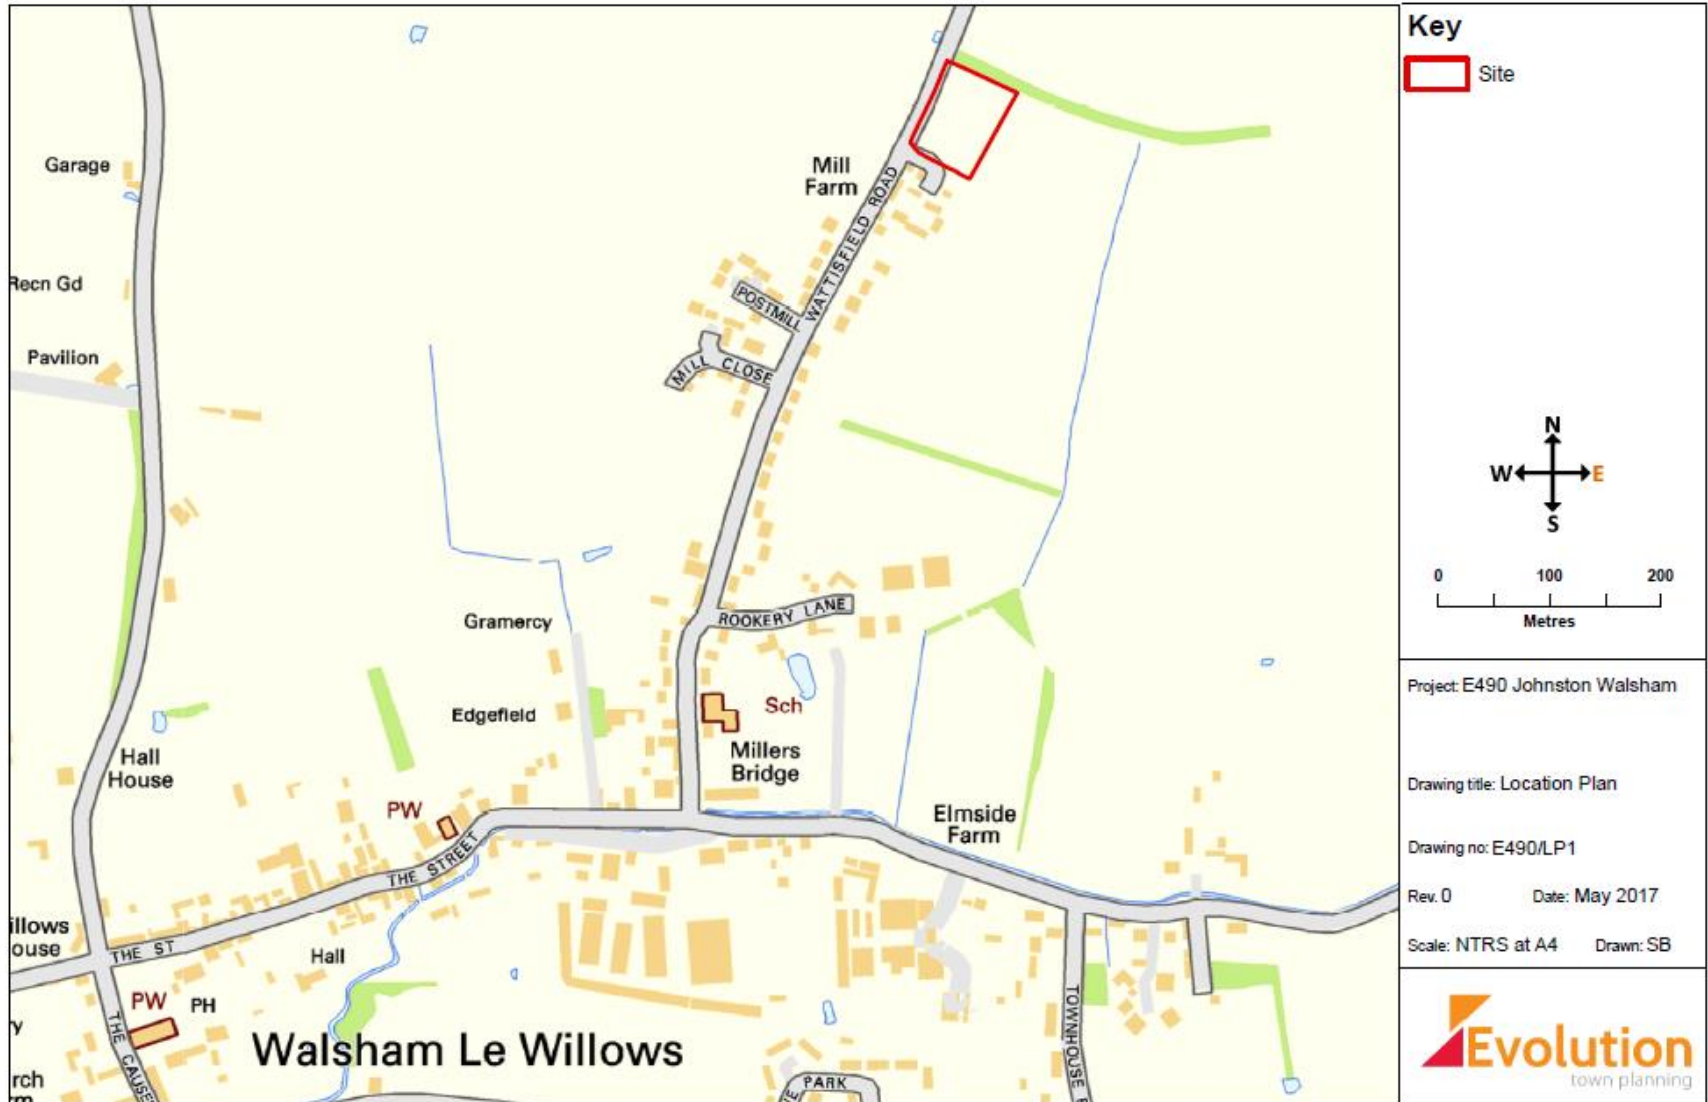 Garage
Recn Gd
Pavilion
Mill
Farm
WATTISFIELD ROAD
POSTMILL
MILL CLOSE
Gramercy
ROOKERY LANE
Edgefield
Sch
Millers
Bridge
Hall
House
PW
THE STREET
Elmside
Farm
illows
ouse
THE ST
Hall
PW
PH
THE CAUSE
ry
rch
rm
Walsham Le Willows
PARK
TOWNHOUSE
Key
Site
N
W E
S
0 100 200
Metres
Project: E490 Johnston Walsham
Drawing title: Location Plan
Drawing no: E490/LP1
Rev. 0 Date: May 2017
Scale: NTRS at A4 Drawn: SB
Evolution
town planning